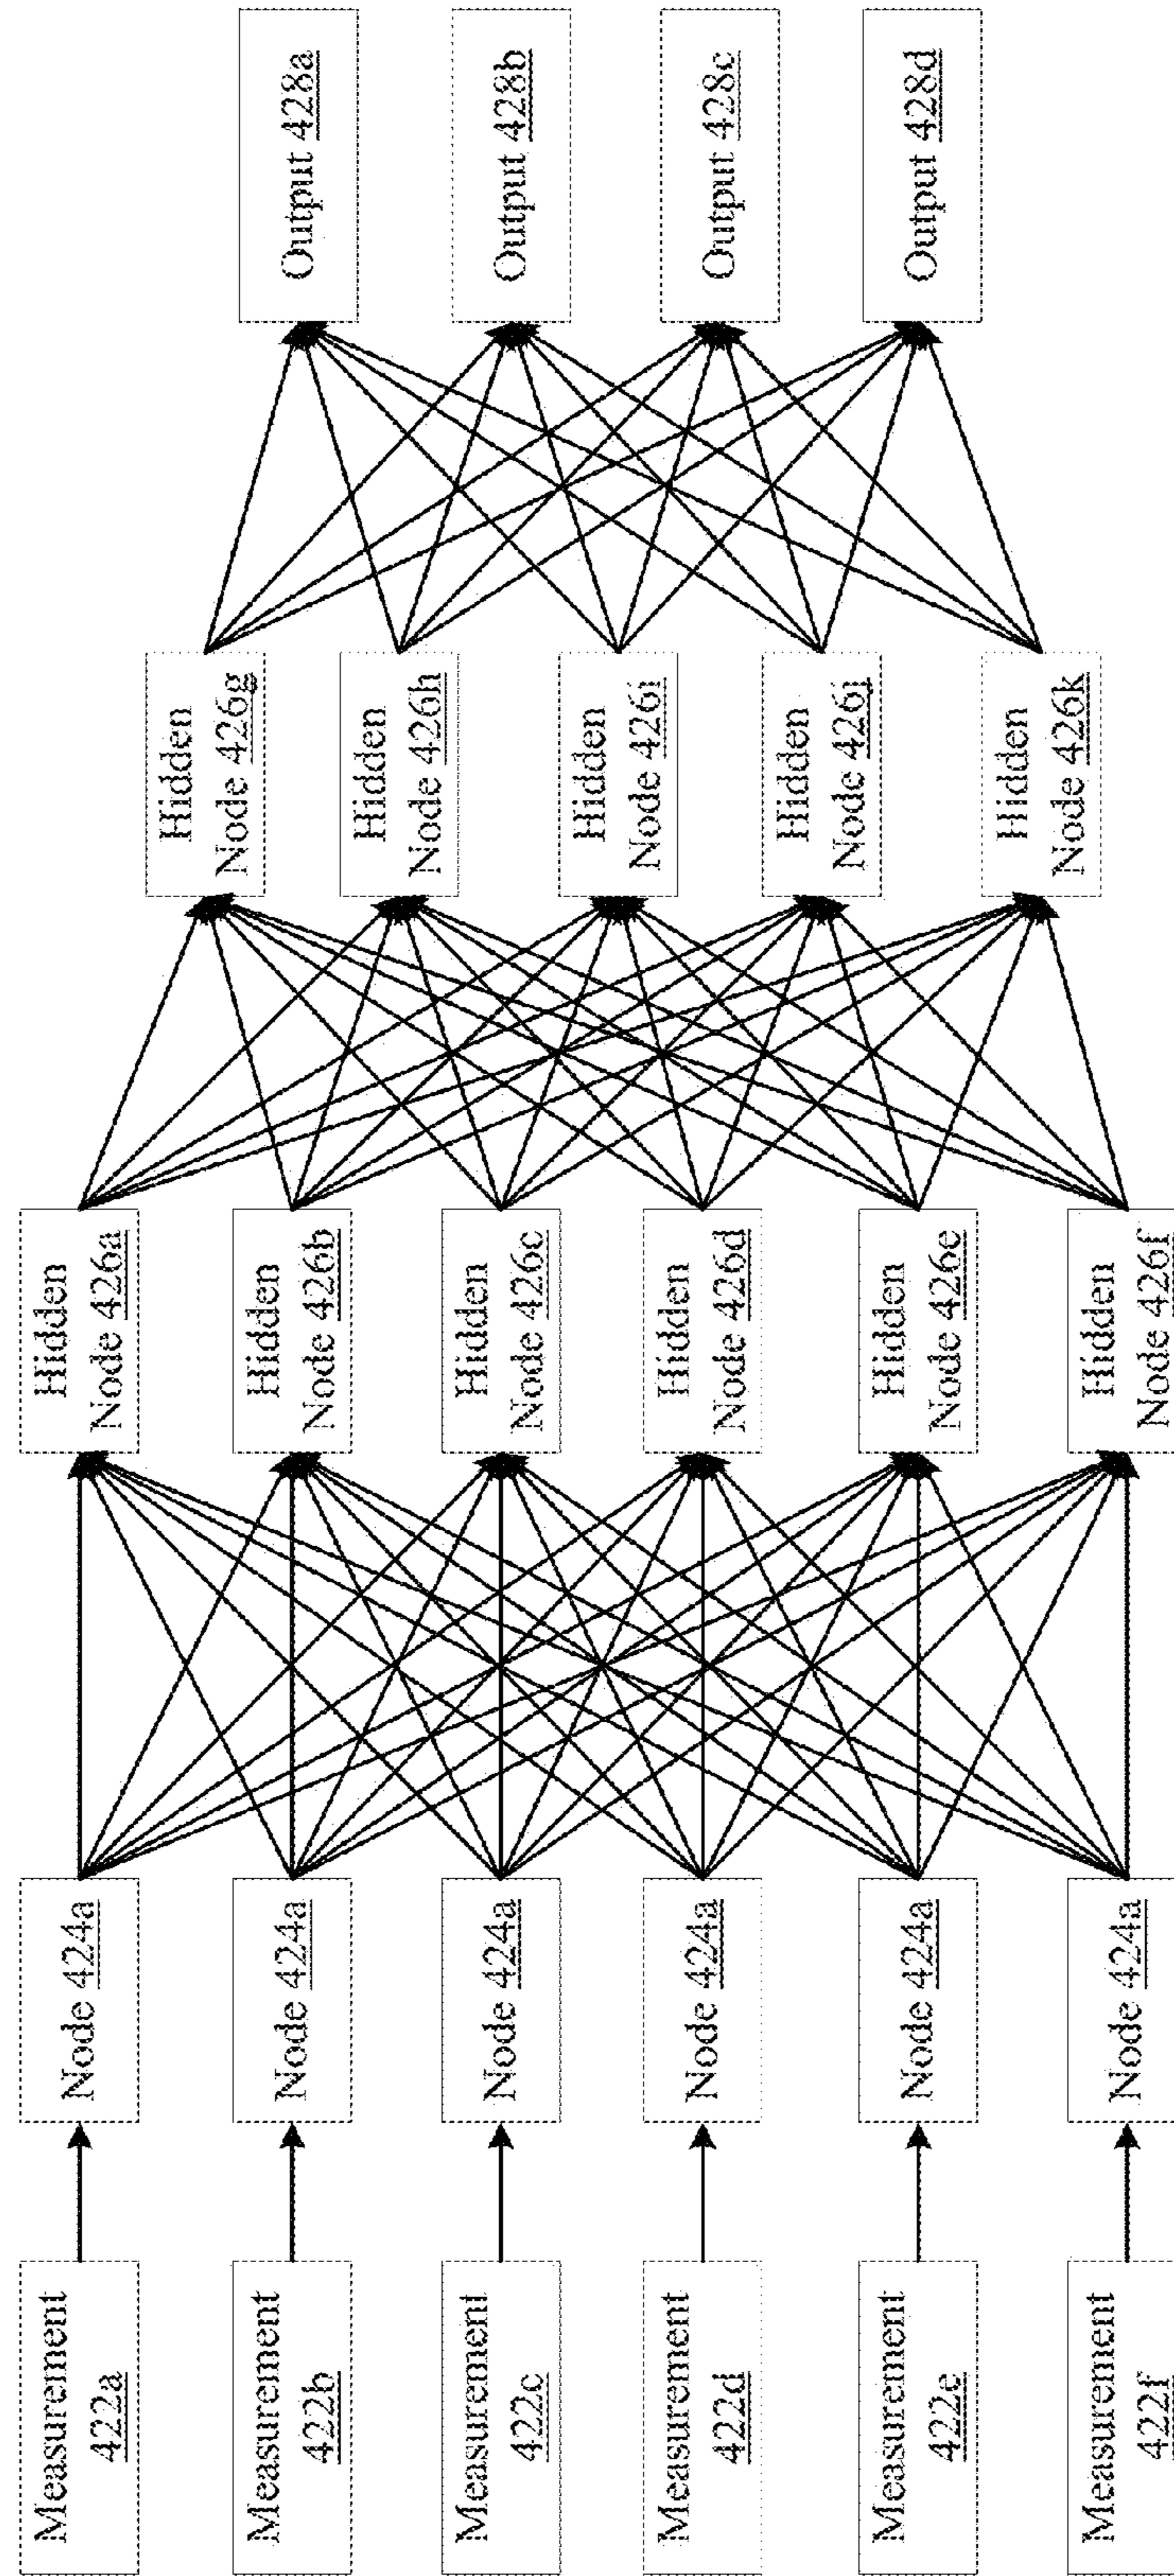 Measurement
422a
Measurement
422b
Measurement
422c
Measurement
422d
Measurement
422e
Measurement
422f
Node 424a
Node 424a
Node 424a
Node 424a
Node 424a
Node 424a
Hidden
Node 426a
Hidden
Node 426b
Hidden
Node 426c
Hidden
Node 426d
Hidden
Node 426e
Hidden
Node 426f
Hidden
Node 426g
Hidden
Node 426h
Hidden
Node 426i
Hidden
Node 426j
Hidden
Node 426k
Output 428a
Output 428b
Output 428c
Output 428d